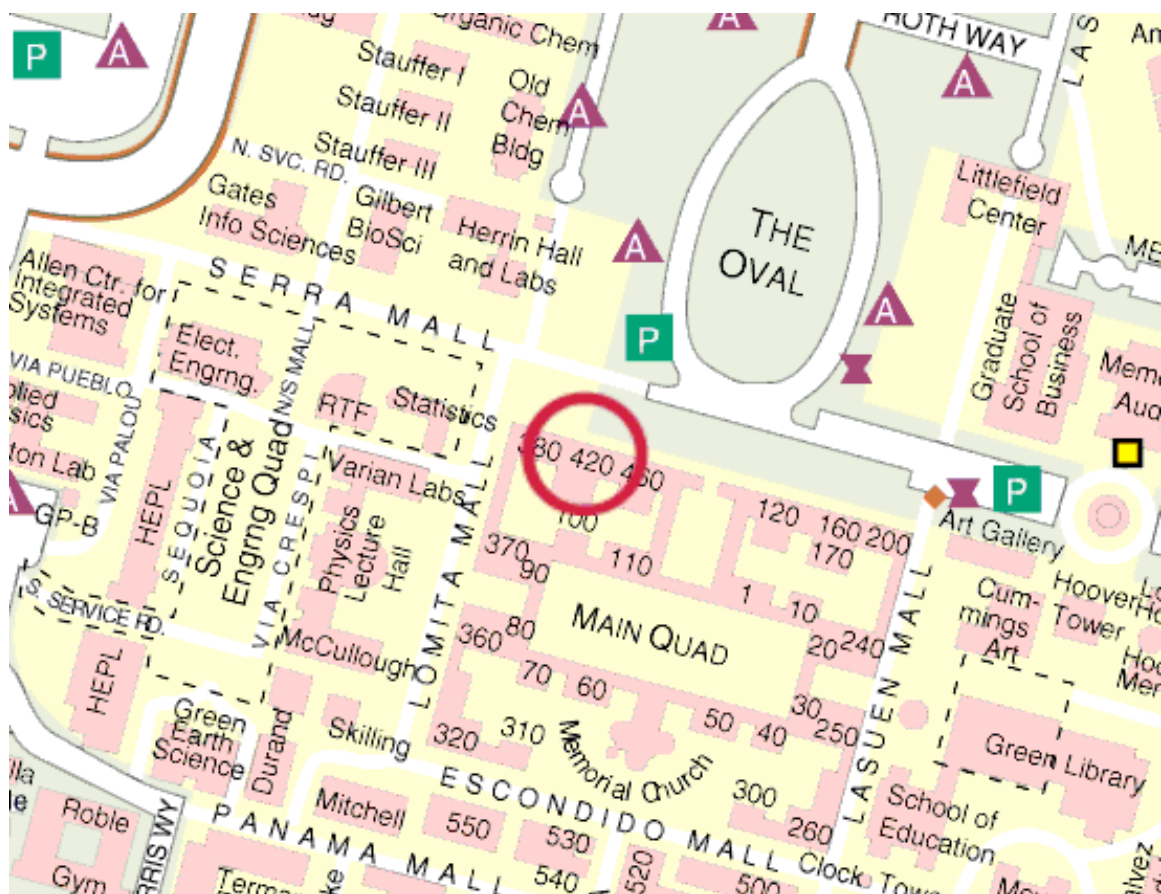 Organic Chem
ROTH WAY
LAS
P
A
A
Stauffer I
Old
Chem
Bldg
A
A
Stauffer II
Stauffer III
N. SVC. RD.
Gates
Info Sciences
Gilbert
BioSci
Herrin Hall
and Labs
A
THE
OVAL
Littlefield
Center
Allen Ctr. for
Integrated
Systems
SERRA MALL
P
A
Graduate
School of
Business
Elect.
Engrng.
N/S MALL
VIA PUEBLO
VIA PALOU
RTF
Statistics
HEPL
SEQUOIA
Science &
Engrng Quad
VIA CRESPI
Varian Labs
LOMITA MALL
380 420 460
100
GP-B
A
Physics
Lecture
Hall
370
90
110
120
160
200
170
P
Art Gallery
Hoover
Tower
Cum-
mings
Art
1
10
20
240
S. SERVICE RD.
McCullough
360
80
MAIN QUAD
70
60
50
40
30
250
LASUEN MALL
HEPL
Green
Earth
Science
Durand
Skilling
320
310
Memorial Church
300
260
Green Library
School of
Education
ESCONDIDO MALL
Clock
Roble
Gym
PANAMA MALL
Mitchell
550
530
540
520
500